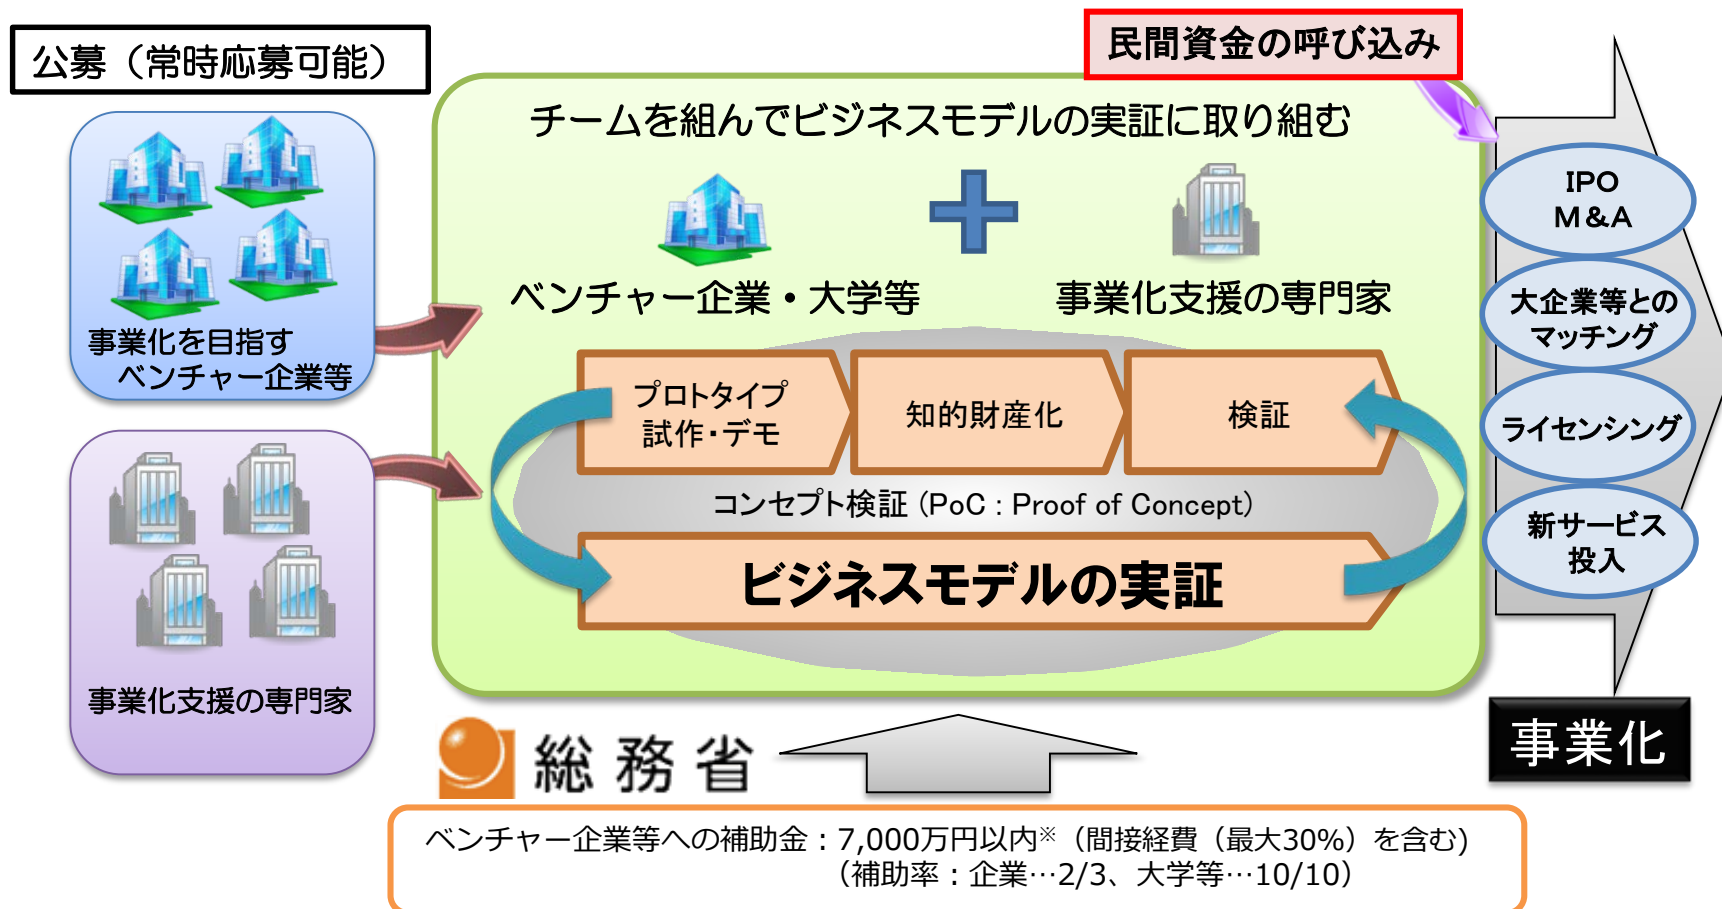 公募（常時応募可能）
民間資金の呼び込み
チームを組んでビジネスモデルの実証に取り組む
ベンチャー企業・大学等
事業化支援の専門家
事業化を目指す
ベンチャー企業等
事業化支援の専門家
プロトタイプ
試作・デモ
知的財産化
検証
コンセプト検証 (PoC : Proof of Concept)
ビジネスモデルの実証
IPO
M＆A
大企業等との
マッチング
ライセンシング
新サービス
投入
事業化
総務省
ベンチャー企業等への補助金：7,000万円以内※（間接経費（最大30%）を含む)
（補助率：企業…2/3、大学等…10/10）